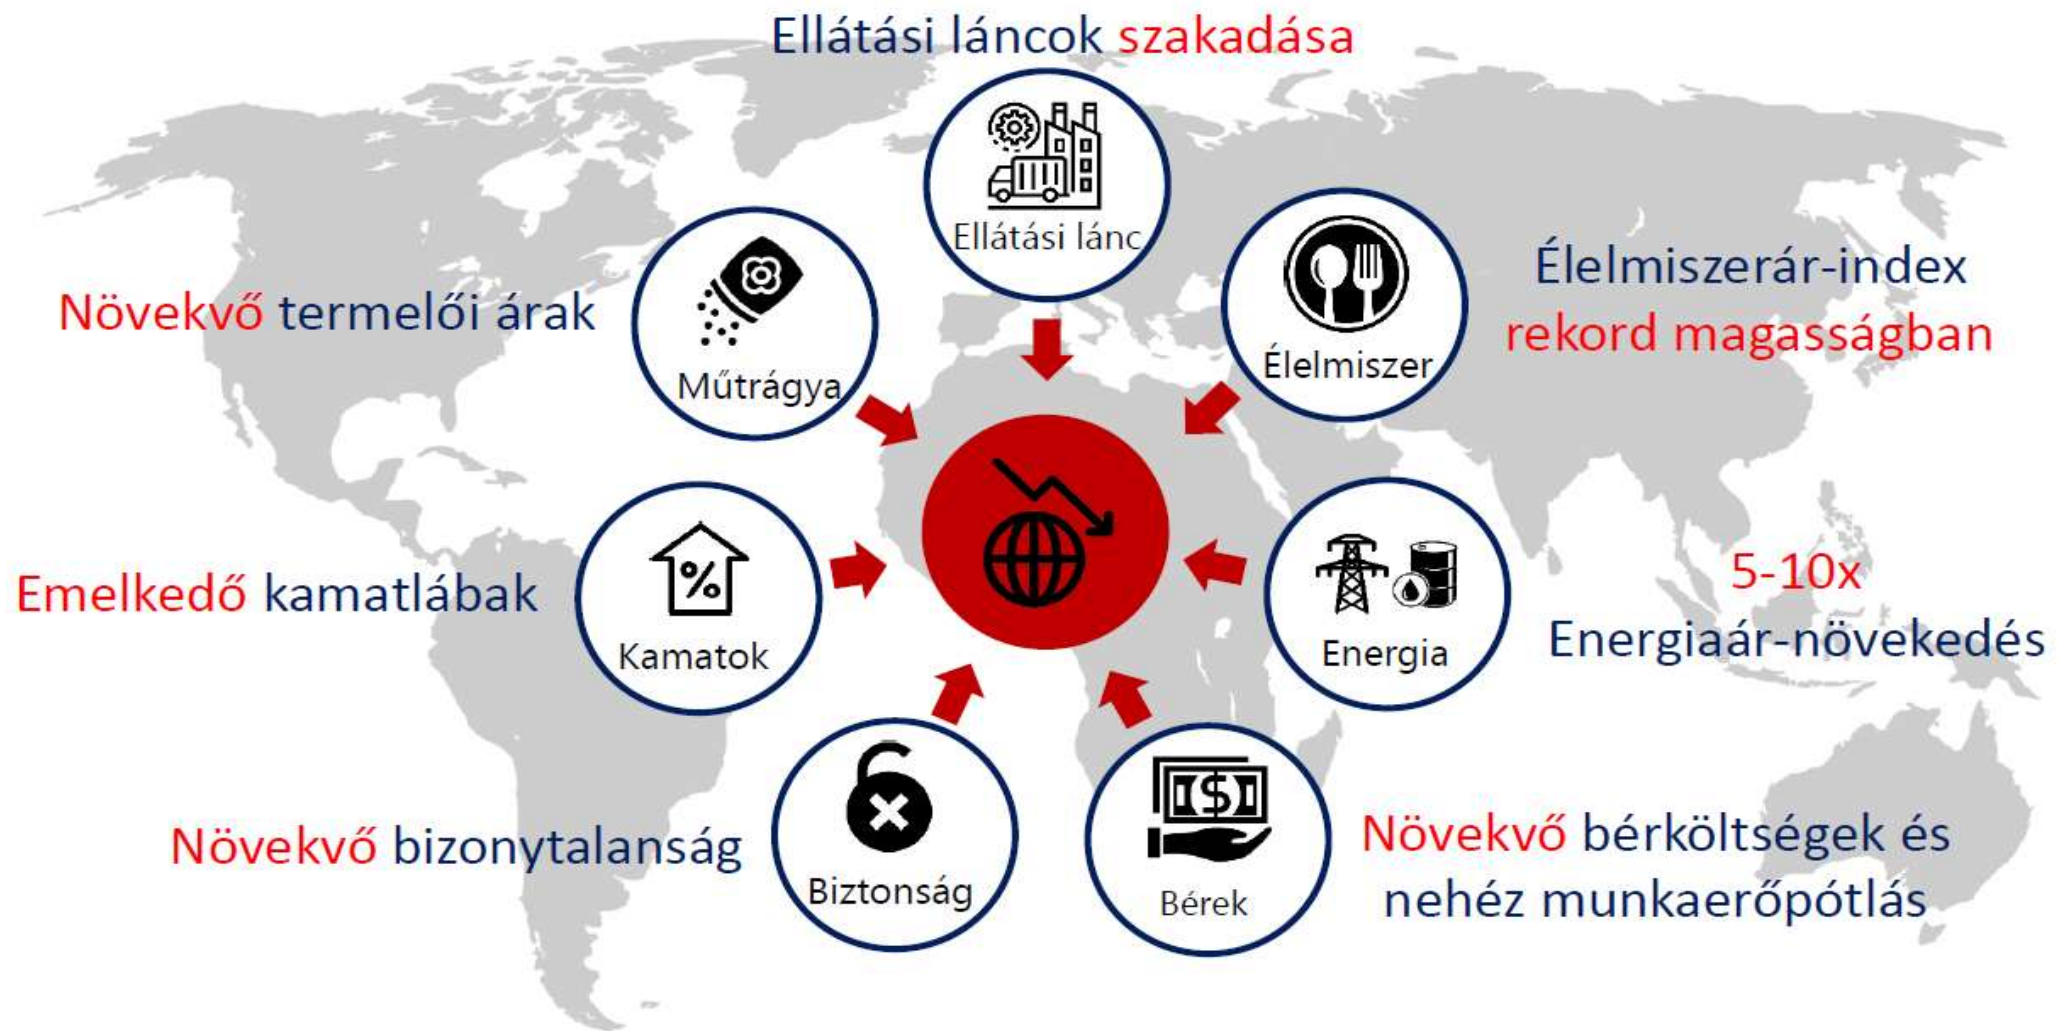 Ellátási láncok szakadása
Ellátási lánc
Élelmiszer
Élelmiszerár-index
rekord magasságban
Energia
5-10x
Energiaár-növekedés
$
Bérek
Növekvő bérköltségek és
nehéz munkaerőpótlás
Biztonság
Növekvő bizonytalanság
%
Kamatok
Emelkedő kamatlábak
Műtrágya
Növekvő termelői árak